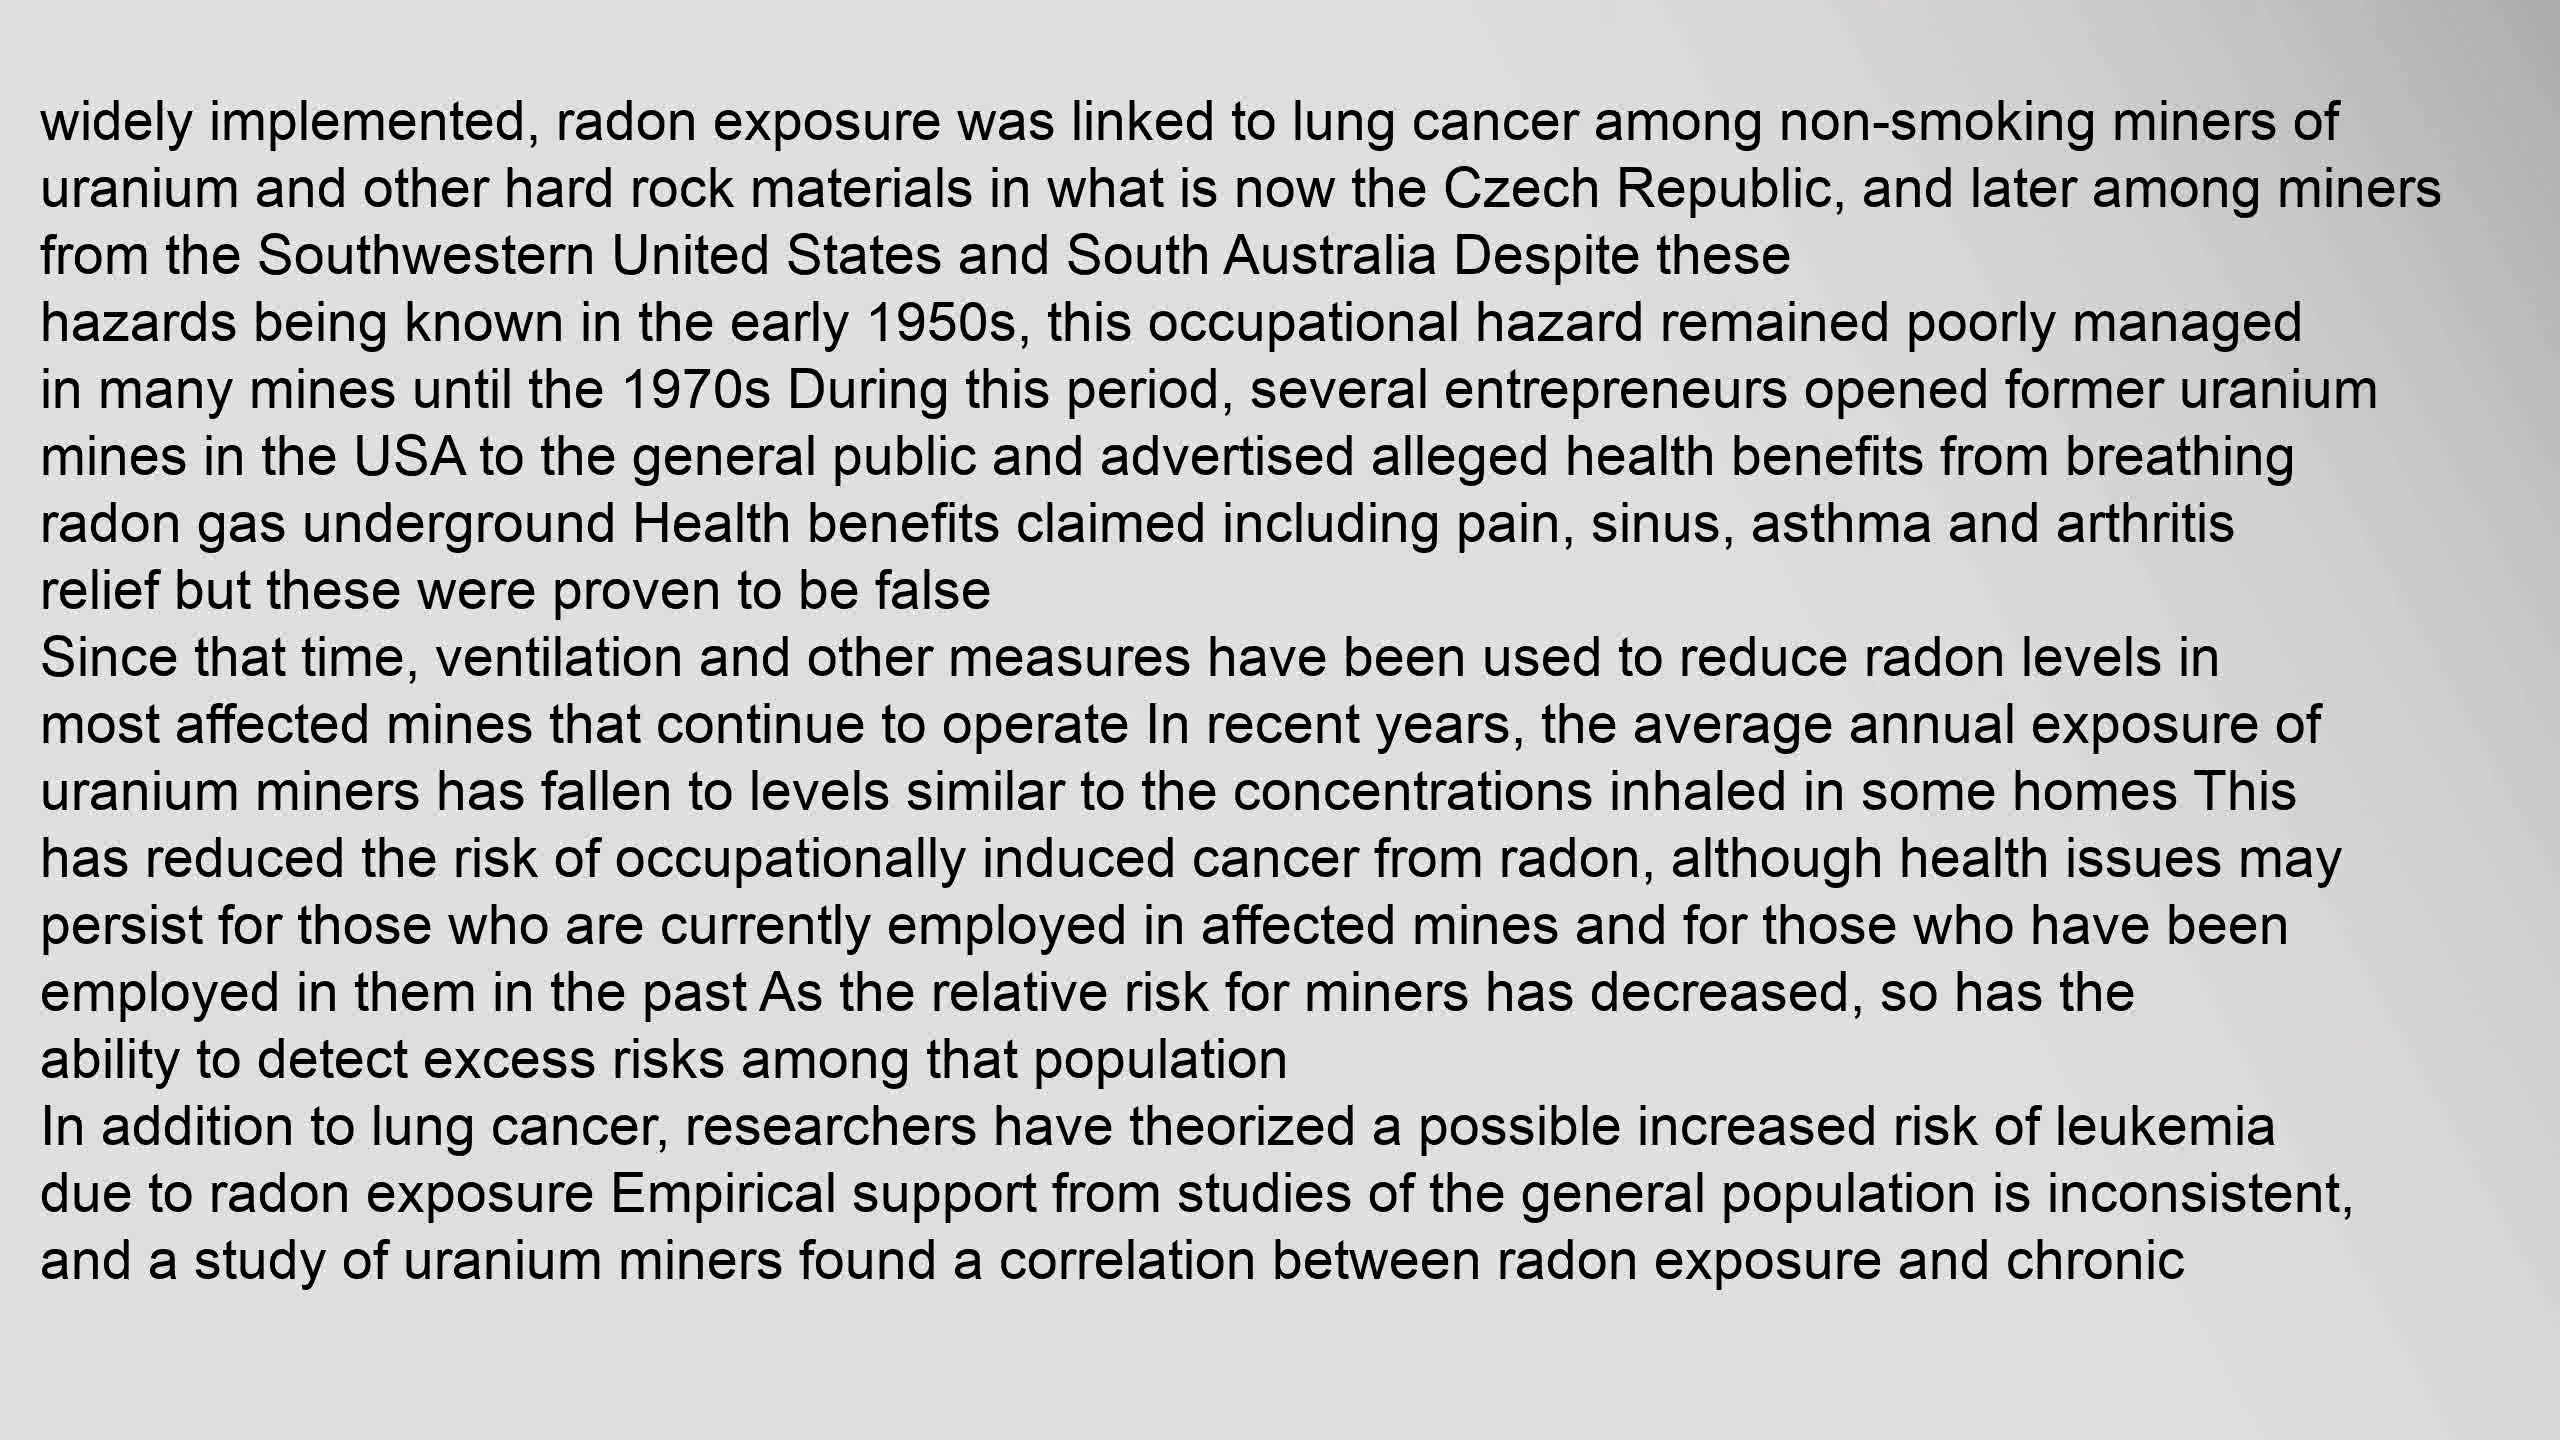 widely implemented, radon exposure was linked to lung cancer among non-smoking miners of
uranium and other hard rock materials in what is now the Czech Republic, and later among miners
from the Southwestern United States and South Australia Despite these
hazards being known in the early 1950s, this occupational hazard remained poorly managed
in many mines until the 1970s During this period, several entrepreneurs opened former uranium
mines in the USA to the general public and advertised alleged health benefits from breathing
radon gas underground Health benefits claimed including pain, sinus, asthma and arthritis
relief but these were proven to be false
Since that time, ventilation and other measures have been used to reduce radon levels in
most affected mines that continue to operate In recent years, the average annual exposure of
uranium miners has fallen to levels similar to the concentrations inhaled in some homes This
has reduced the risk of occupationally induced cancer from radon, although health issues may
persist for those who are currently employed in affected mines and for those who have been
employed in them in the past As the relative risk for miners has decreased, so has the
ability to detect excess risks among that population
In addition to lung cancer, researchers have theorized a possible increased risk of leukemia
due to radon exposure Empirical support from studies of the general population is inconsistent,
and a study of uranium miners found a correlation between radon exposure and chronic